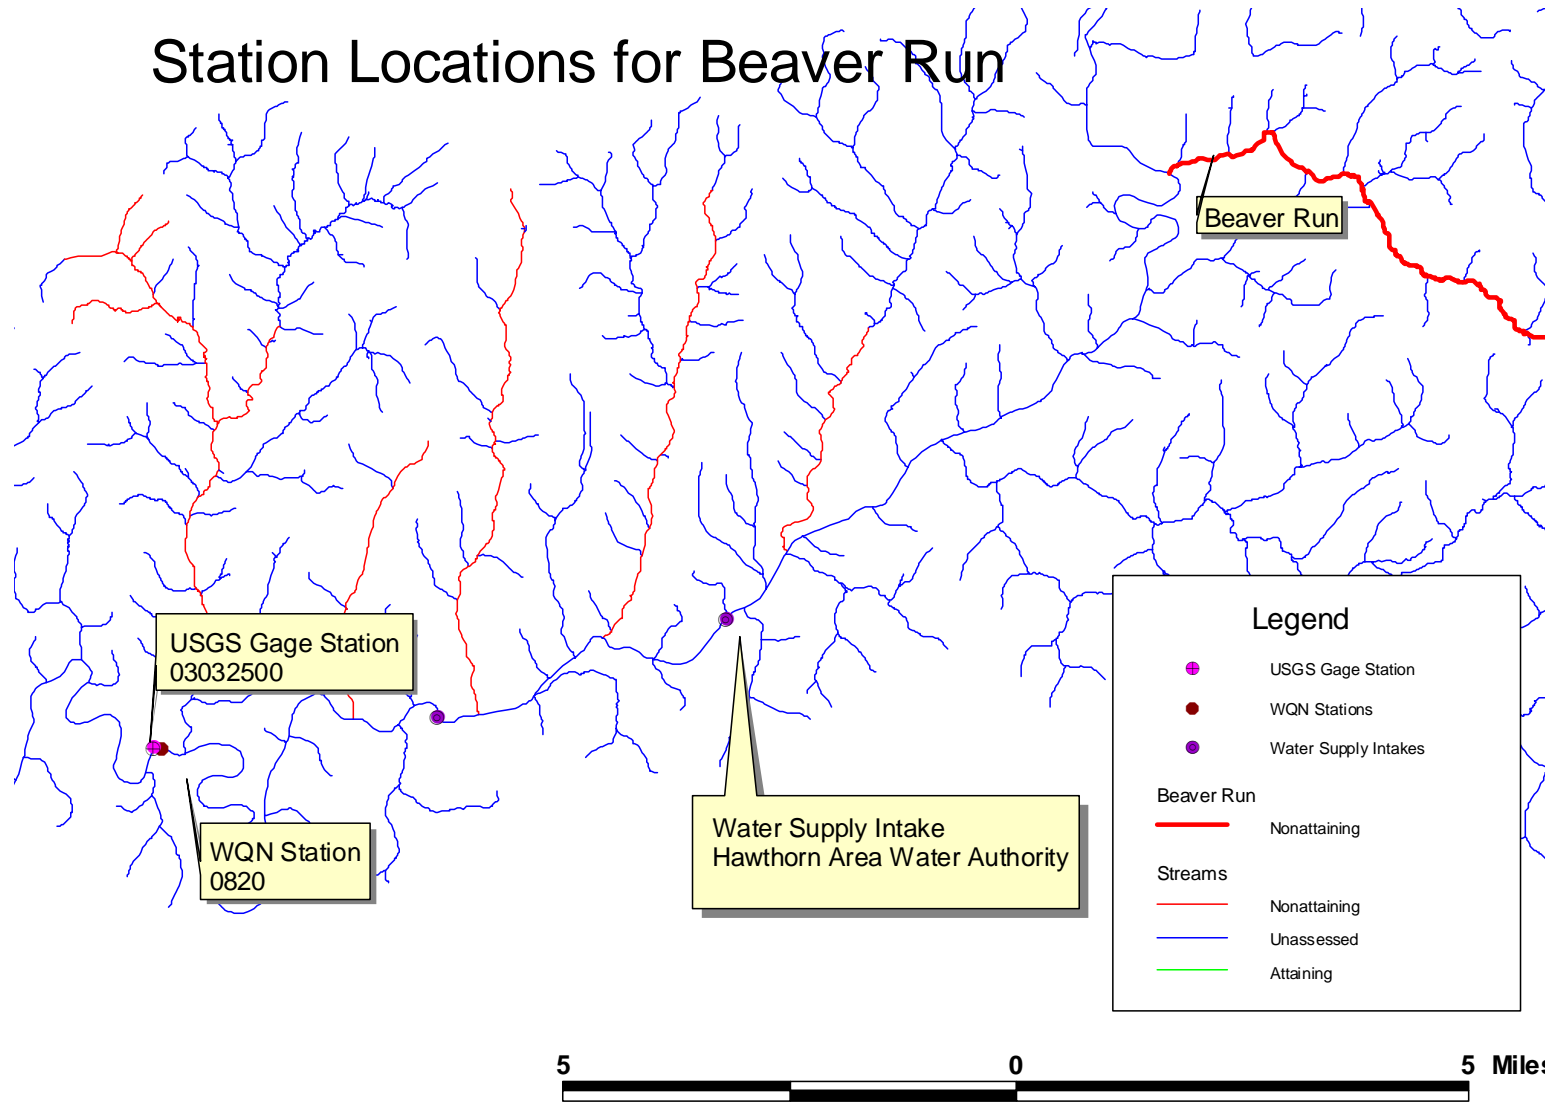 Station Locations for Beaver Run
Beaver Run
USGS Gage Station
03032500
WQN Station
0820
Water Supply Intake
Hawthorn Area Water Authority
Legend
USGS Gage Station
WQN Stations
Water Supply Intakes
Beaver Run
Nonattaining
Streams
Nonattaining
Unassessed
Attaining
5 0 5 Miles